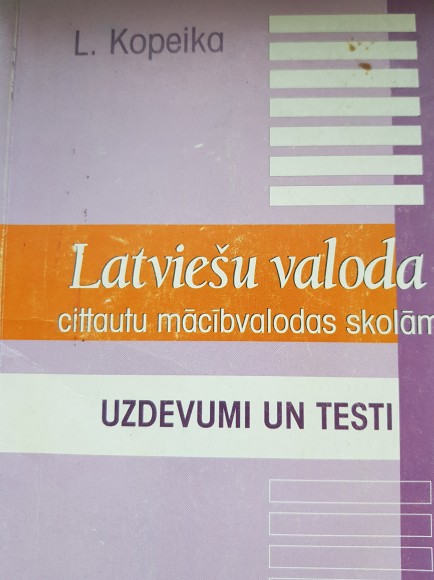 L. Kopeika
Latviešu valoda
cittautu mācībvalodas skolām
UZDEVUMI UN TESTI